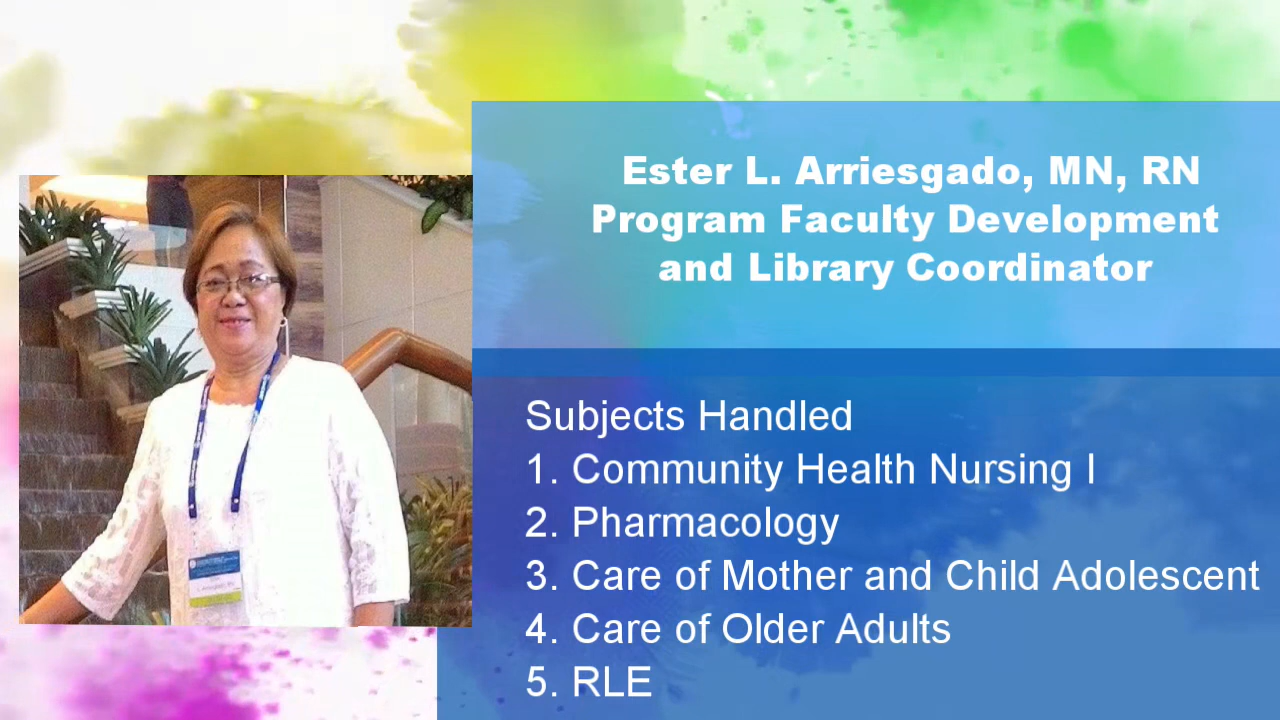 Ester L. Arriesgado, MN, RN
Program Faculty Development
and Library Coordinator
Subjects Handled
1. Community Health Nursing I
2. Pharmacology
3. Care of Mother and Child Adolescent
4. Care of Older Adults
5. RLE